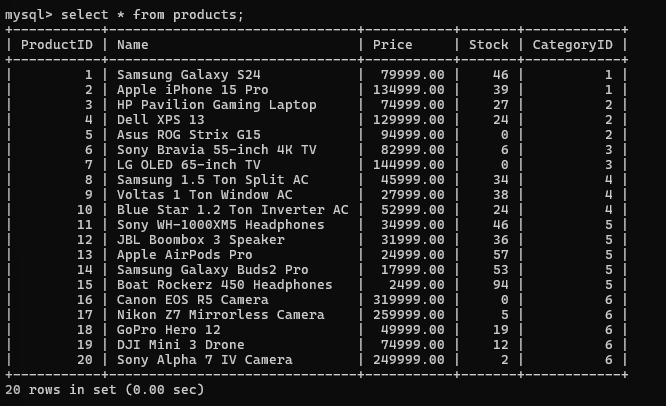 mysql> select * from products;
+-----------+-------------------------------+-----------+-------+------------+
| ProductID | Name                          | Price     | Stock | CategoryID |
+-----------+-------------------------------+-----------+-------+------------+
|         1 | Samsung Galaxy S24            |  79999.00 |    46 |          1 |
|         2 | Apple iPhone 15 Pro           | 134999.00 |    39 |          1 |
|         3 | HP Pavilion Gaming Laptop     |  74999.00 |    27 |          2 |
|         4 | Dell XPS 13                   | 129999.00 |    24 |          2 |
|         5 | Asus ROG Strix G15            |  94999.00 |     0 |          2 |
|         6 | Sony Bravia 55-inch 4K TV     |  82999.00 |     6 |          3 |
|         7 | LG OLED 65-inch TV            | 144999.00 |     0 |          3 |
|         8 | Samsung 1.5 Ton Split AC      |  45999.00 |    34 |          4 |
|         9 | Voltas 1 Ton Window AC        |  27999.00 |    38 |          4 |
|        10 | Blue Star 1.2 Ton Inverter AC |  52999.00 |    24 |          4 |
|        11 | Sony WH-1000XM5 Headphones    |  34999.00 |    46 |          5 |
|        12 | JBL Boombox 3 Speaker         |  31999.00 |    36 |          5 |
|        13 | Apple AirPods Pro             |  24999.00 |    57 |          5 |
|        14 | Samsung Galaxy Buds2 Pro      |  17999.00 |    53 |          5 |
|        15 | Boat Rockerz 450 Headphones   |   2499.00 |    94 |          5 |
|        16 | Canon EOS R5 Camera           | 319999.00 |     0 |          6 |
|        17 | Nikon Z7 Mirrorless Camera    | 259999.00 |     5 |          6 |
|        18 | GoPro Hero 12                 |  49999.00 |    19 |          6 |
|        19 | DJI Mini 3 Drone              |  74999.00 |    12 |          6 |
|        20 | Sony Alpha 7 IV Camera        | 249999.00 |     2 |          6 |
+-----------+-------------------------------+-----------+-------+------------+
20 rows in set (0.00 sec)